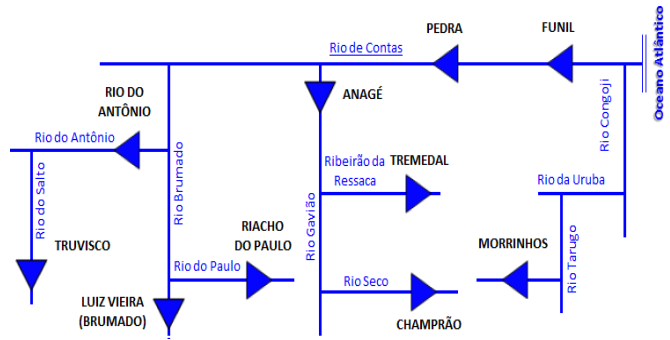 PEDRA
FUNIL
Oceano Atlântico
Rio de Contas
RIO DO
ANTÔNIO
ANAGÉ
Rio Congoji
Rio do Antônio
Rio do Salto
Rio Brumado
Ribeirão da
Ressaca
TREMEDAL
Rio da Uruba
RIACHO
DO PAULO
Rio Gavião
TRUVISCO
MORRINHOS
Rio Tarugo
Rio do Paulo
Rio Seco
LUIZ VIEIRA
(BRUMADO)
CHAMPRÃO